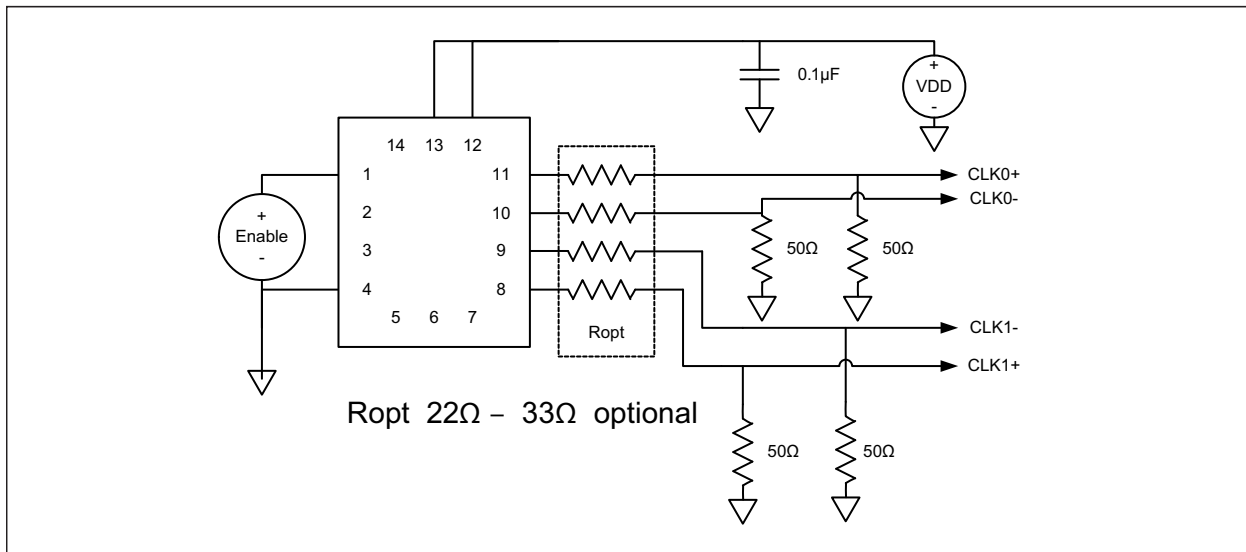 0.1µF
+
VDD
-
14 13 12
1 11 CLK0+
CLK0-
2 10
+
Enable
-
3 9
50Ω 50Ω
4 8
5 6 7
Ropt
CLK1-
CLK1+
Ropt 22Ω – 33Ω optional
50Ω 50Ω